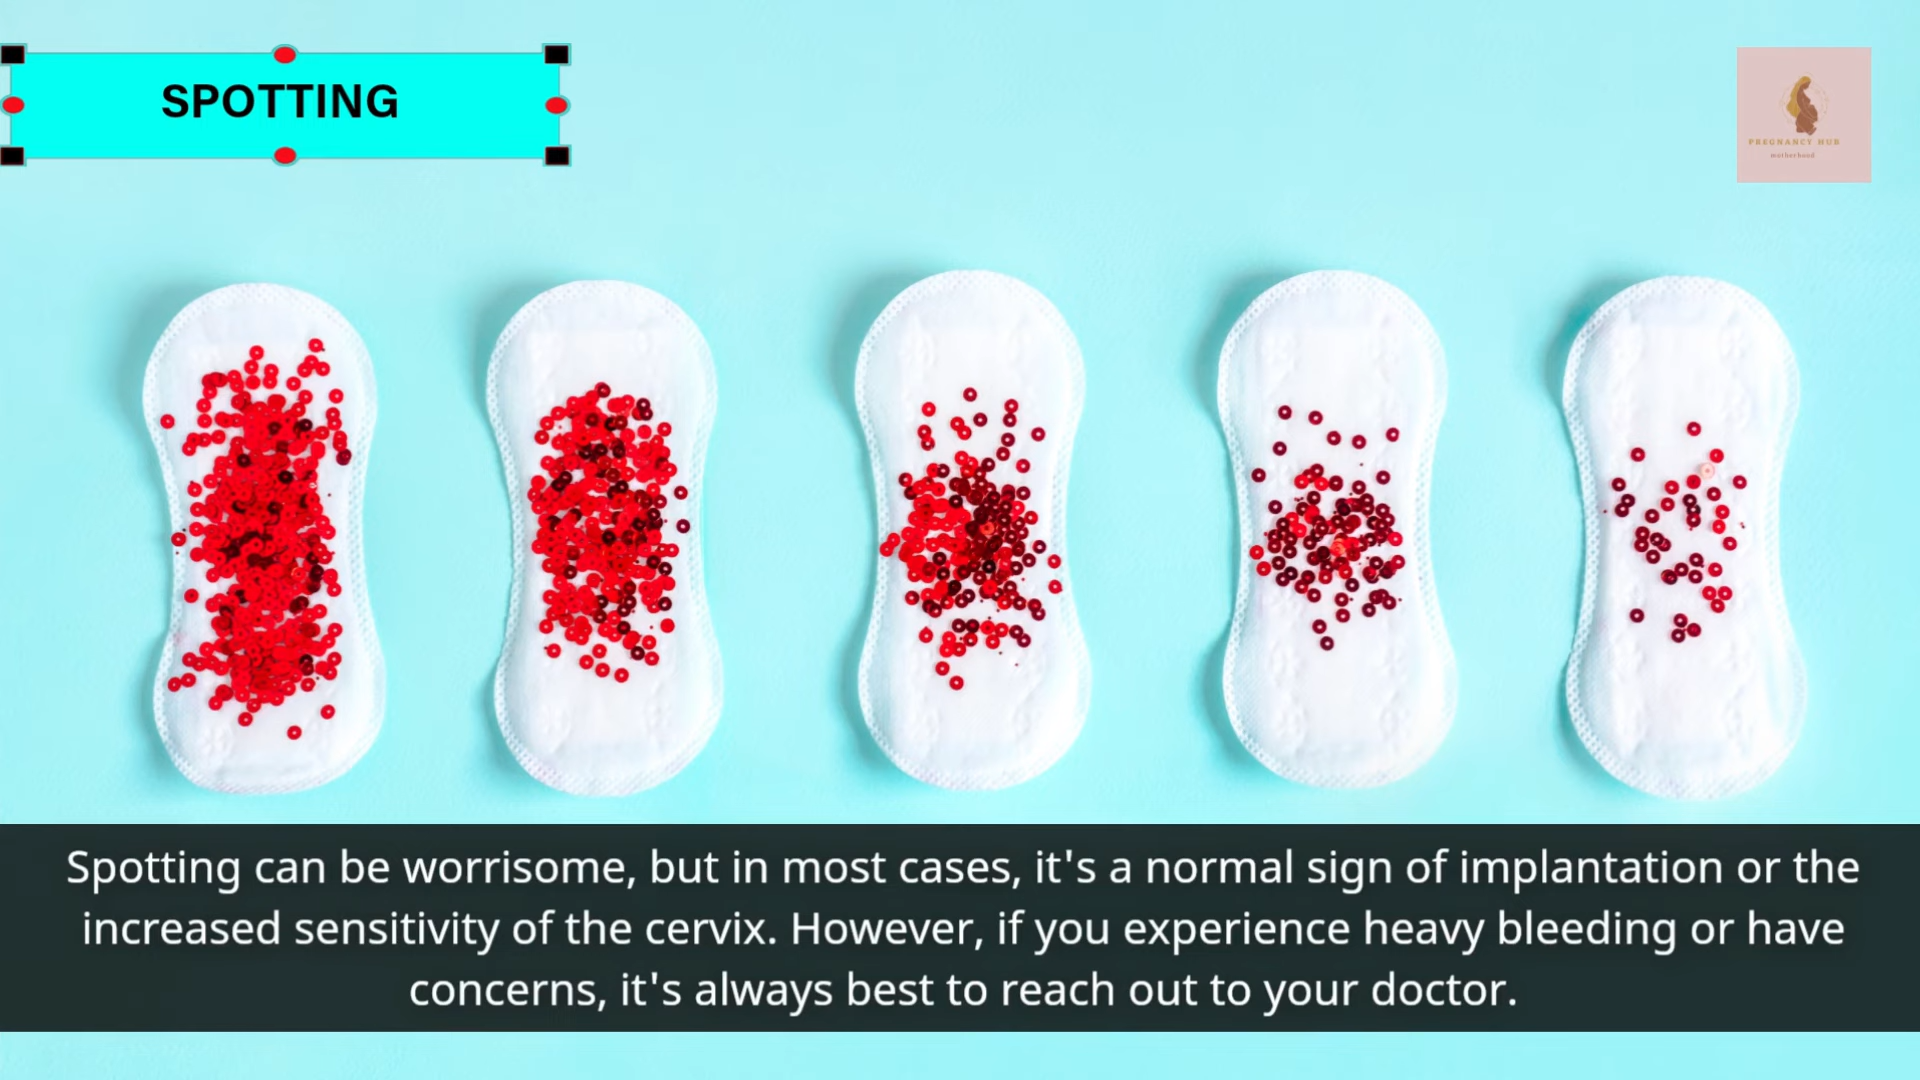 SPOTTING
PREGNANCY HUB
motherhood
Spotting can be worrisome, but in most cases, it's a normal sign of implantation or the
increased sensitivity of the cervix. However, if you experience heavy bleeding or have
concerns, it's always best to reach out to your doctor.